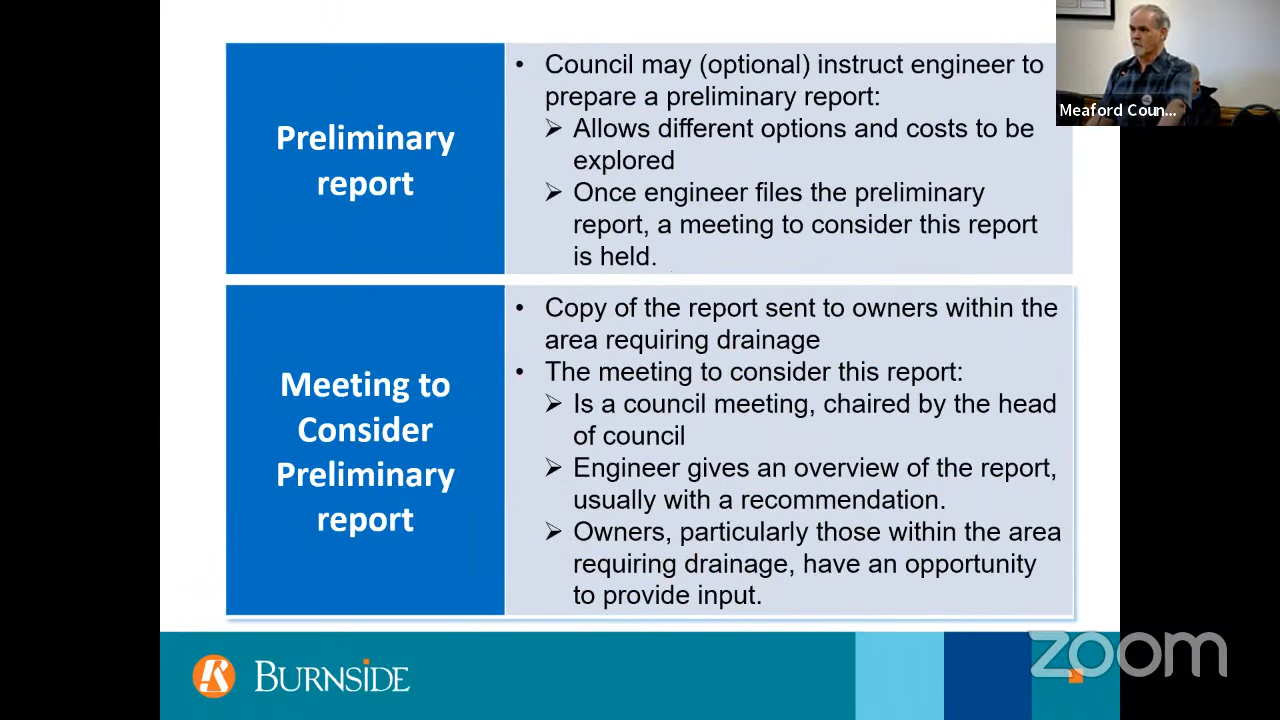 Preliminary
report
• Council may (optional) instruct engineer to
prepare a preliminary report:
➢ Allows different options and costs to be
explored
➢ Once engineer files the preliminary
report, a meeting to consider this report
is held.
Meeting to
Consider
Preliminary
report
• Copy of the report sent to owners within the
area requiring drainage
• The meeting to consider this report:
➢ Is a council meeting, chaired by the head
of council
➢ Engineer gives an overview of the report,
usually with a recommendation.
➢ Owners, particularly those within the area
requiring drainage, have an opportunity
to provide input.
Meaford Coun...
BURNSIDE
zoom